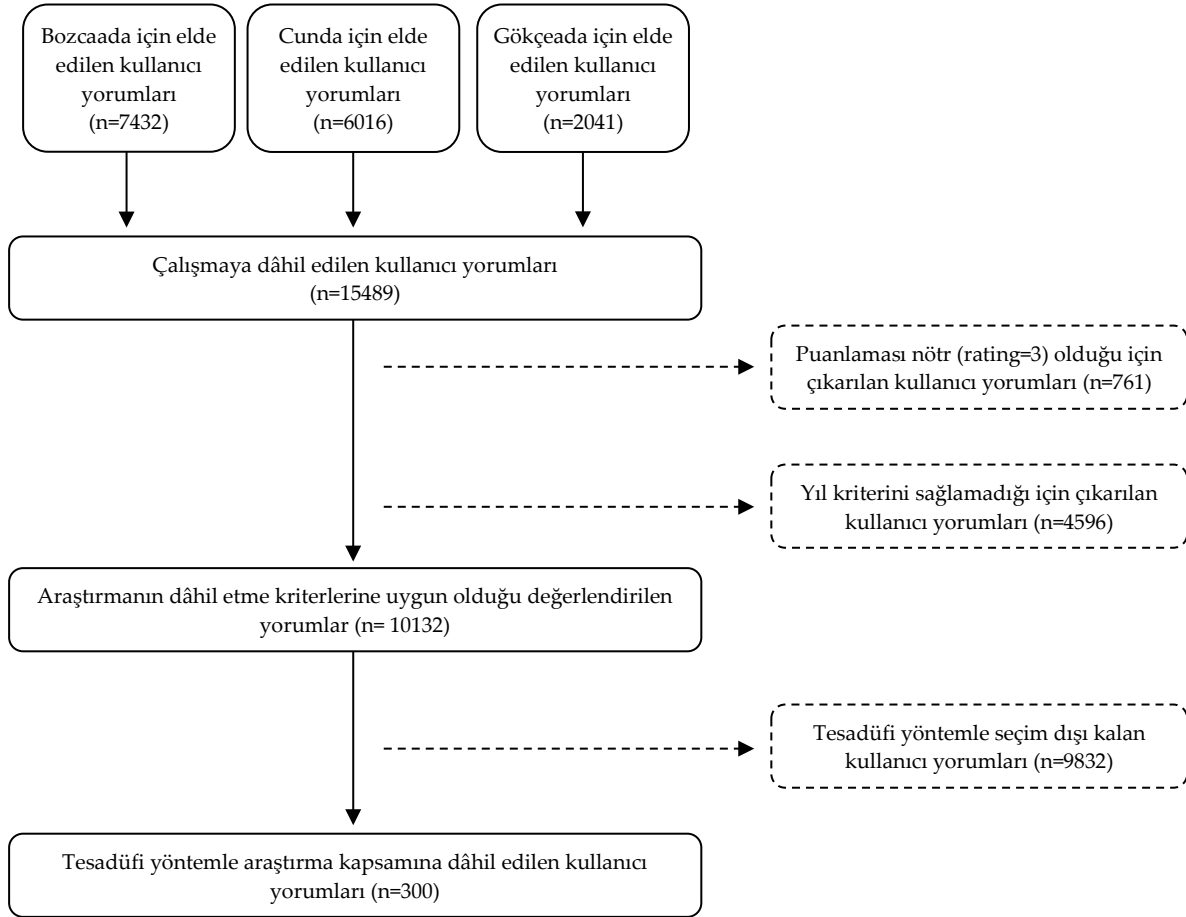 Bozcaada için elde
edilen kullanıcı
yorumları
(n=7432)
Cunda için elde
edilen kullanıcı
yorumları
(n=6016)
Gökçeada için elde
edilen kullanıcı
yorumları
(n=2041)
Çalışmaya dâhil edilen kullanıcı yorumları
(n=15489)
Puanlaması nötr (rating=3) olduğu için
çıkarılan kullanıcı yorumları (n=761)
Yıl kriterini sağlamadığı için çıkarılan
kullanıcı yorumları (n=4596)
Araştırmanın dâhil etme kriterlerine uygun olduğu değerlendirilen
yorumlar (n= 10132)
Tesadüfi yöntemle seçim dışı kalan
kullanıcı yorumları (n=9832)
Tesadüfi yöntemle araştırma kapsamına dâhil edilen kullanıcı
yorumları (n=300)